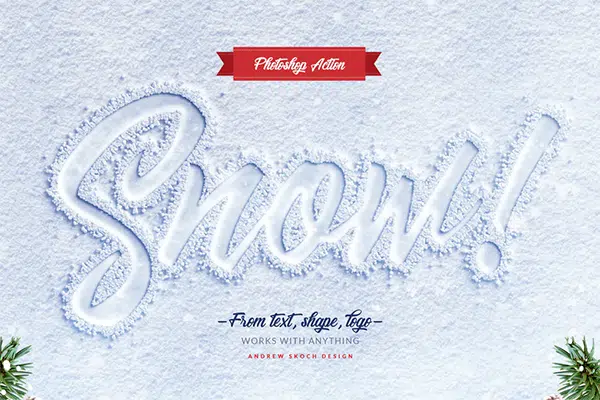 Photoshop Action
Snow!
–From text, shape, logo–
WORKS WITH ANYTHING
ANDREW SKOCH DESIGN